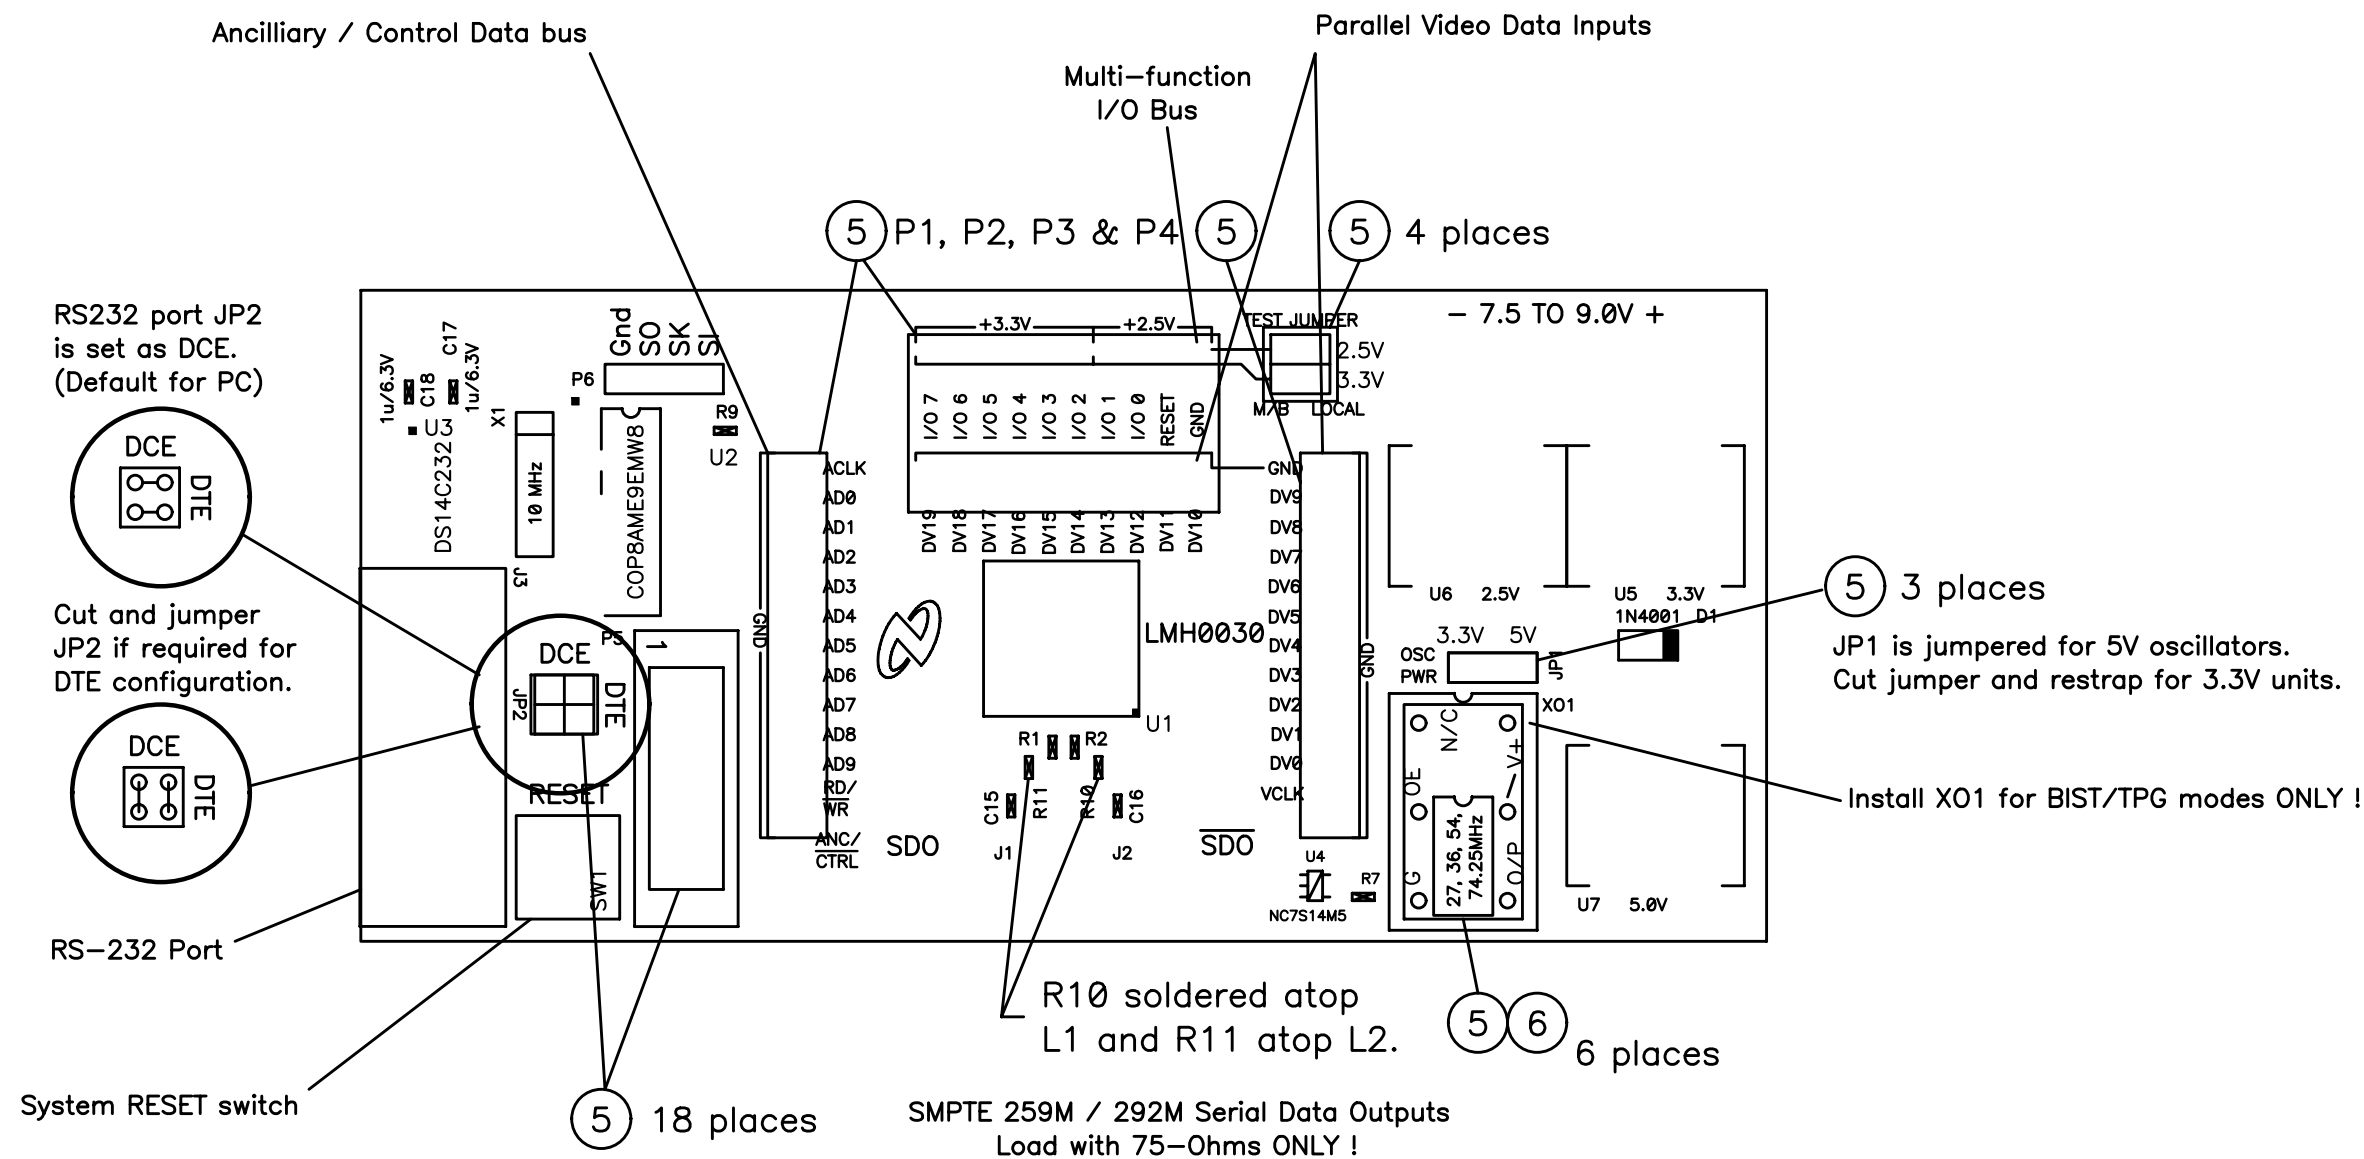 Ancilliary / Control Data bus
Parallel Video Data Inputs
Multi-function
I/O Bus
5 P1, P2, P3 & P4 5
5 4 places
RS232 port JP2
is set as DCE.
(Default for PC)
DCE
DTE
Cut and jumper
JP2 if required for
DTE configuration.
DCE
DTE
RS-232 Port
System RESET switch
1u/6.3V
C18
C17
1u/6.3V
U3
DS14C232
X1
10 MHz
J3
Gnd
SO
SK
SI
P6
COP8AME9EMW8
R9
U2
P5
1
DCE
DTE
JP2
RESET
SW1
GND
ACLK
AD0
AD1
AD2
AD3
AD4
AD5
AD6
AD7
AD8
AD9
RD/
WR
ANC/
CTRL
SDO
+3.3V
+2.5V
I/O 7
I/O 6
I/O 5
I/O 4
I/O 3
I/O 2
I/O 1
I/O 0
RESET
GND
DV19
DV18
DV17
DV16
DV15
DV14
DV13
DV12
DV11
DV10
LMH0030
U1
R1
R2
R11
R10
C15
C16
J1
J2
SDO
TEST JUMPER
2.5V
3.3V
M/B LOCAL
GND
DV9
DV8
DV7
DV6
DV5
DV4
DV3
DV2
DV1
DV0
VCLK
GND
U4
NC7S14M5
R7
- 7.5 TO 9.0V +
U6 2.5V
U5 3.3V
1N4001 D1
3.3V 5V
OSC
PWR
JP1
XO1
N/C
V+
OE
G
O/P
27, 36, 54,
74.25MHz
U7 5.0V
5 3 places
JP1 is jumpered for 5V oscillators.
Cut jumper and restrap for 3.3V units.
Install XO1 for BIST/TPG modes ONLY !
R10 soldered atop
L1 and R11 atop L2.
5 6
6 places
5 18 places
SMPTE 259M / 292M Serial Data Outputs
Load with 75-Ohms ONLY !